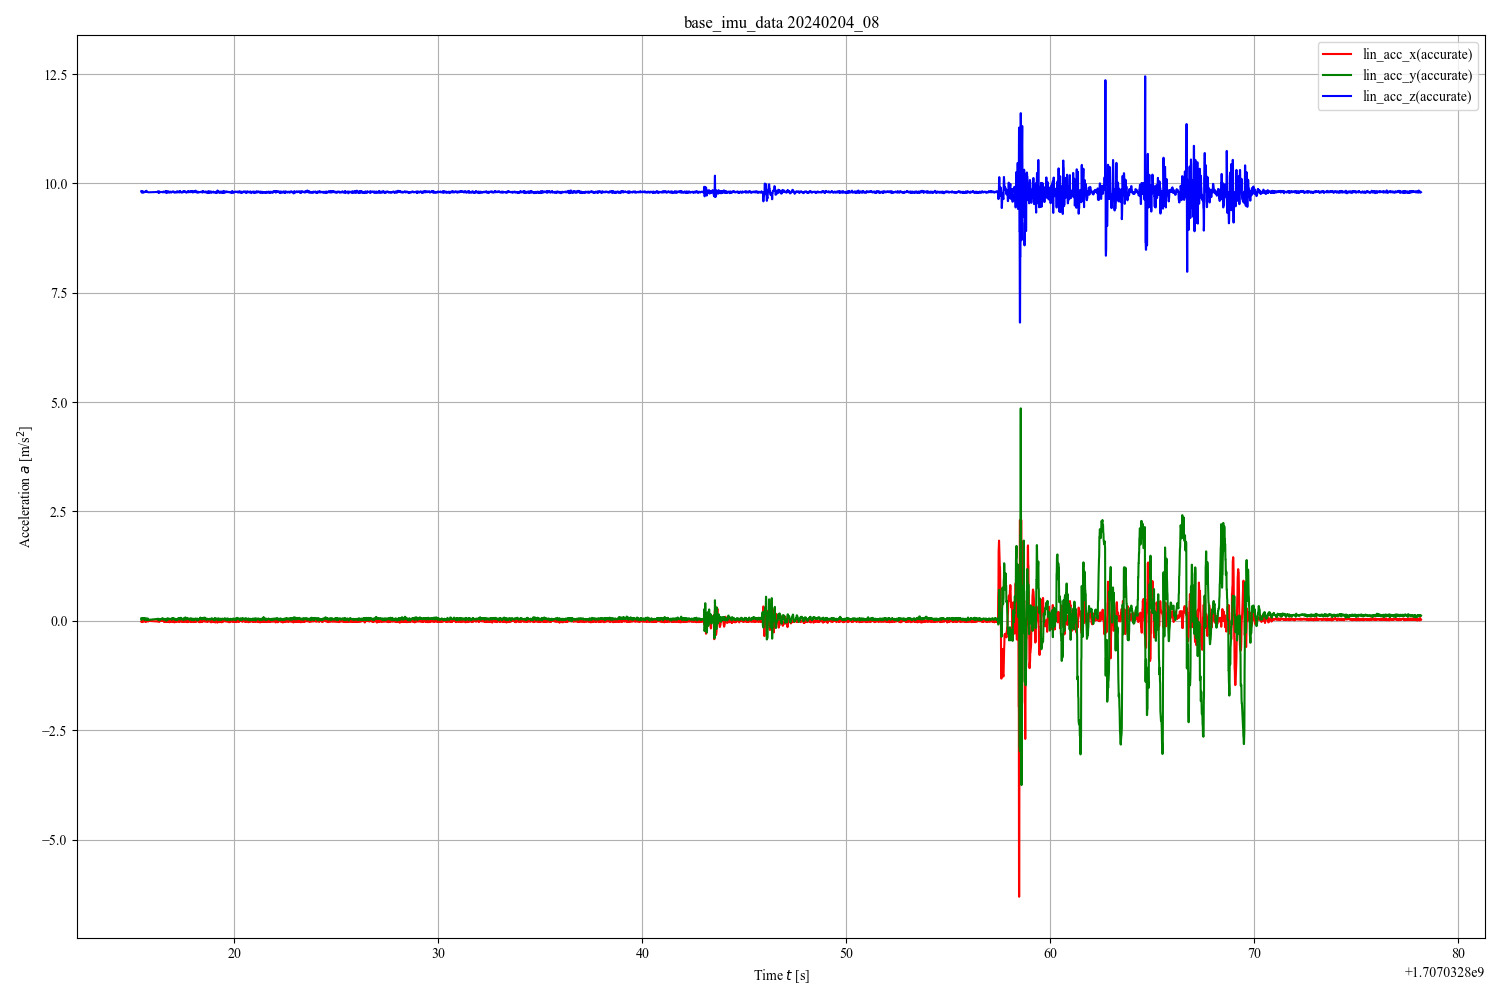 base_imu_data 20240204_08
lin_acc_x(accurate)
lin_acc_y(accurate)
lin_acc_z(accurate)
12.5
10.0
7.5
5.0
2.5
0.0
−2.5
−5.0
Acceleration a [m/s²]
20
30
40
50
60
70
80
Time t [s]
+1.7070328e9